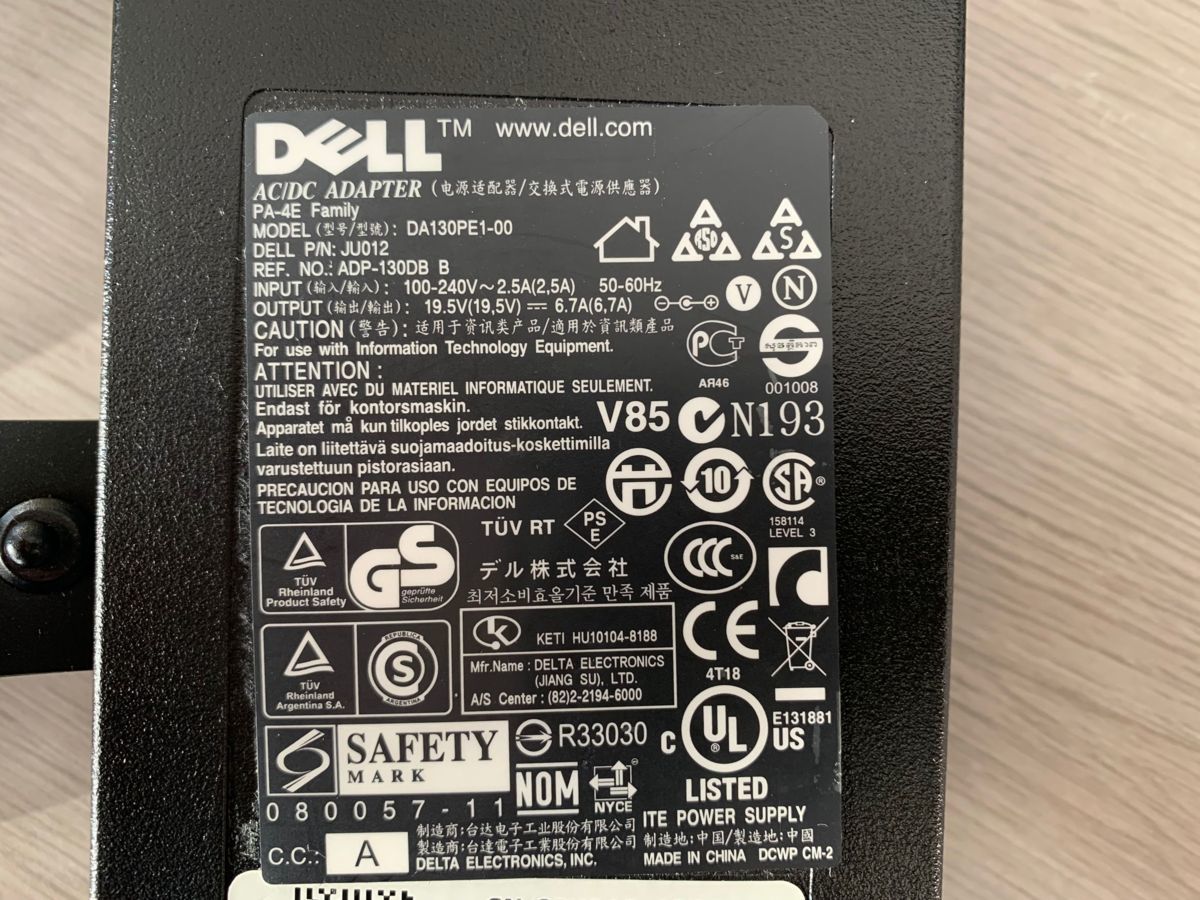 DELL™ www.dell.com
AC/DC ADAPTER (电源适配器/交換式電源供應器)
PA-4E Family
MODEL (型号/型號): DA130PE1-00
DELL P/N: JU012
REF. NO.: ADP-130DB B
INPUT (输入/輸入): 100-240V～2.5A(2,5A) 50-60Hz
OUTPUT (输出/輸出): 19.5V(19,5V) ⎓ 6.7A(6,7A)
CAUTION (警告): 适用于资讯类产品/適用於資訊類產品
For use with Information Technology Equipment.
ATTENTION :
UTILISER AVEC DU MATERIEL INFORMATIQUE SEULEMENT.
Endast för kontorsmaskin.
Apparatet må kun tilkoples jordet stikkontakt.
Laite on liitettävä suojamaadoitus-koskettimilla
varustettuun pistorasiaan.
PRECAUCION PARA USO CON EQUIPOS DE
TECNOLOGIA DE LA INFORMACION
S
V
N
PCT
АЯ46
001008
V85
N193
10
SA®
158114
LEVEL 3
TÜV RT
PS
E
TÜV
Rheinland
Product Safety
GS
geprüfte
Sicherheit
デル株式会社
최저소비효율기준 만족 제품
CCC
S&E
TÜV
Rheinland
Argentina S.A.
REPUBLICA
S
ARGENTINA
K
KETI HU10104-8188
Mfr.Name : DELTA ELECTRONICS
(JIANG SU), LTD.
A/S Center : (82)2-2194-6000
CE
4T18
S
SAFETY
MARK
080057-11
R33030
NOM
NYCE
C UL® US
E131881
LISTED
ITE POWER SUPPLY
C.C.: A
制造商:台达电子工业股份有限公司 制造地:中国/製造地:中國
製造商:台達電子工業股份有限公司
DELTA ELECTRONICS, INC. MADE IN CHINA DCWP CM-2